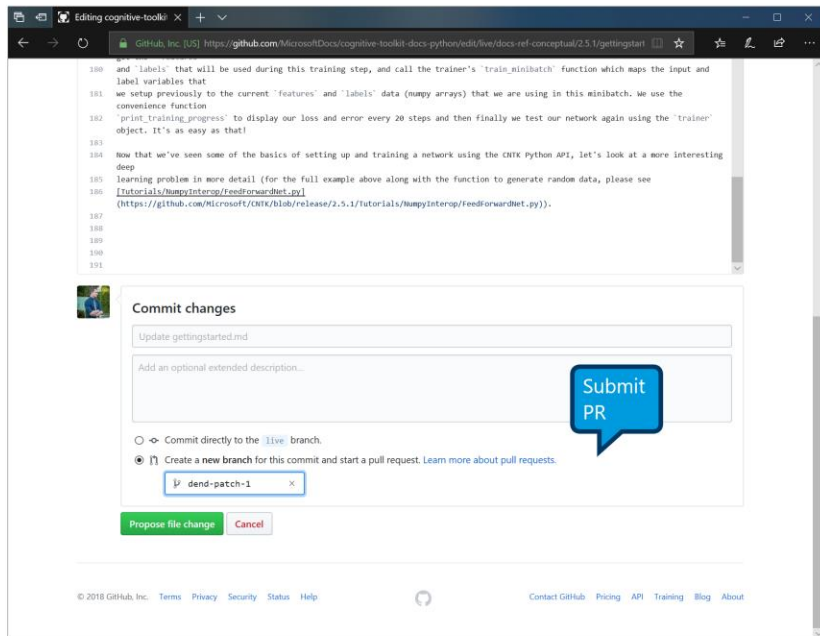 Editing cognitive-toolki
GitHub, Inc. [US] https://github.com/MicrosoftDocs/cognitive-toolkit-docs-python/edit/live/docs-ref-conceptual/2.5.1/gettingstart
180 and `labels` that will be used during this training step, and call the trainer's `train_minibatch` function which maps the input and
label variables that
181 we setup previously to the current `features` and `labels` data (numpy arrays) that we are using in this minibatch. We use the
convenience function
182 `print_training_progress` to display our loss and error every 20 steps and then finally we test our network again using the `trainer`
object. It's as easy as that!
183
184 Now that we've seen some of the basics of setting up and training a network using the CNTK Python API, let's look at a more interesting
deep
185 learning problem in more detail (for the full example above along with the function to generate random data, please see
186 [Tutorials/NumpyInterop/FeedForwardNet.py]
(https://github.com/Microsoft/CNTK/blob/release/2.5.1/Tutorials/NumpyInterop/FeedForwardNet.py)).
187
188
189
190
191
Commit changes
Update gettingstarted.md
Add an optional extended description...
Submit
PR
Commit directly to the live branch.
Create a new branch for this commit and start a pull request. Learn more about pull requests.
dend-patch-1
Propose file change Cancel
© 2018 GitHub, Inc. Terms Privacy Security Status Help Contact GitHub Pricing API Training Blog About